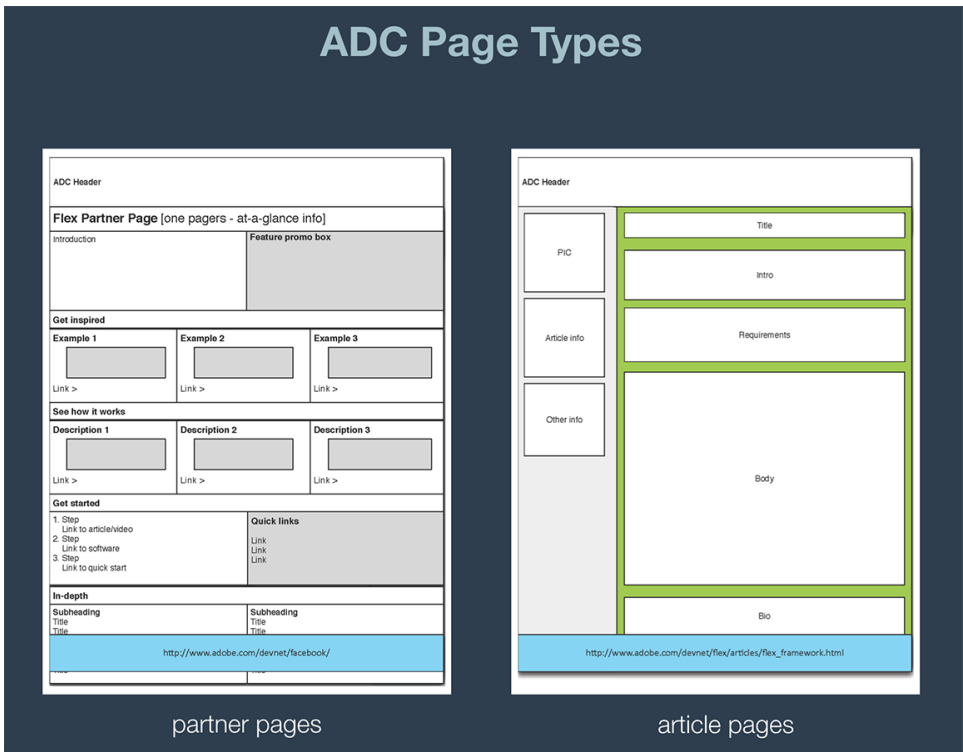 ADC Page Types
ADC Header
Flex Partner Page [one pagers - at-a-glance info]
Introduction
Feature promo box
Get inspired
Example 1
Link >
Example 2
Link >
Example 3
Link >
See how it works
Description 1
Link >
Description 2
Link >
Description 3
Link >
Get started
1. Step
Link to article/video
2. Step
Link to software
3. Step
Link to quick start
Quick links
Link
Link
Link
In-depth
Subheading
Title
Title
Subheading
Title
Title
http://www.adobe.com/devnet/facebook/
partner pages
ADC Header
PIC
Article info
Other info
Title
Intro
Requirements
Body
Bio
http://www.adobe.com/devnet/flex/articles/flex_framework.html
article pages